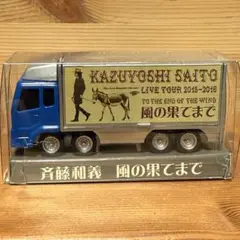 KAZUYOSHI SAITO
LIVE TOUR 2015-2016
TO THE END OF THE WIND
風の果てまで
斉藤和義 風の果てまで